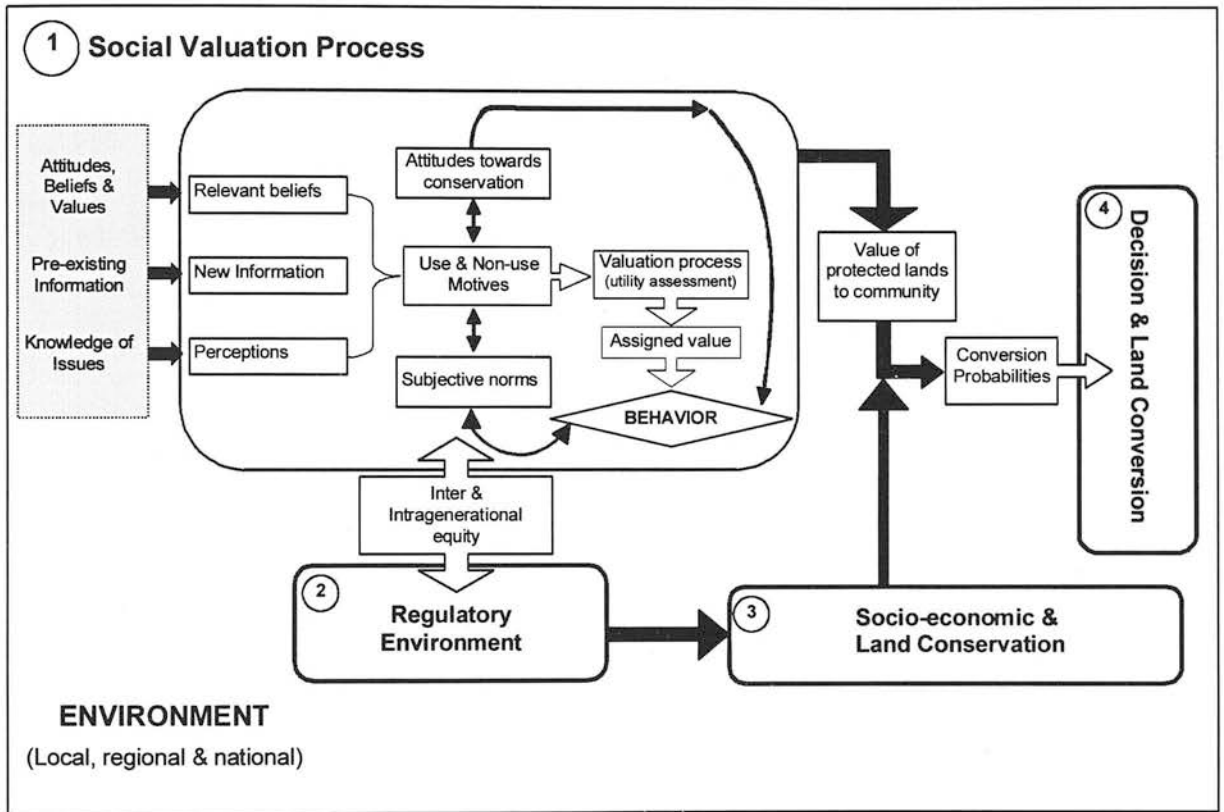 1
Social Valuation Process
Attitudes,
Beliefs &
Values
Pre-existing
Information
Knowledge of
Issues
Relevant beliefs
New Information
Perceptions
Attitudes towards
conservation
Use & Non-use
Motives
Subjective norms
Valuation process
(utility assessment)
Assigned value
BEHAVIOR
Value of
protected lands
to community
Conversion
Probabilities
4
Decision & Land Conversion
Inter &
Intragenerational
equity
2
Regulatory
Environment
3
Socio-economic &
Land Conservation
ENVIRONMENT
(Local, regional & national)